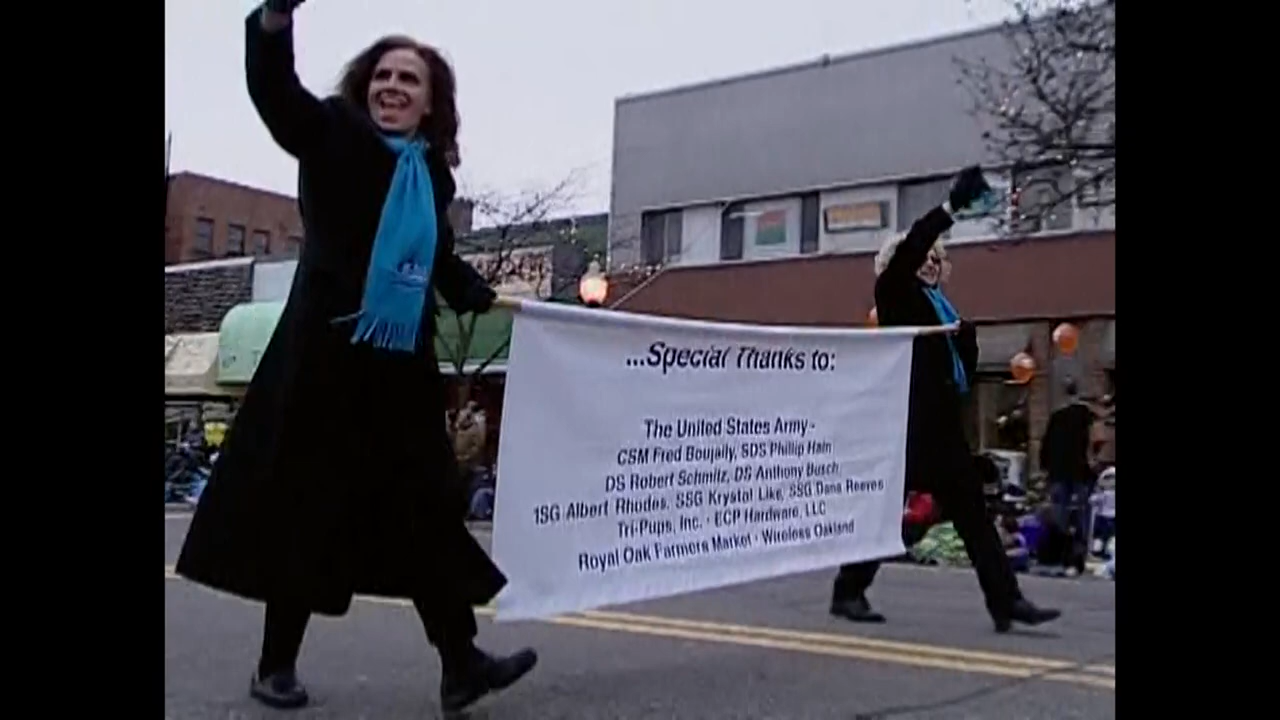 ...Special Thanks to:
The United States Army -
CSM Fred Boujaily, SDS Phillip Hain
DS Robert Schmitz, DS Anthony Busch,
1SG Albert Rhodes, SSG Krystal Like, SSG Dana Reeves
Tri-Pups, Inc. · ECP Hardware, LLC
Royal Oak Farmers Market · Wireless Oakland